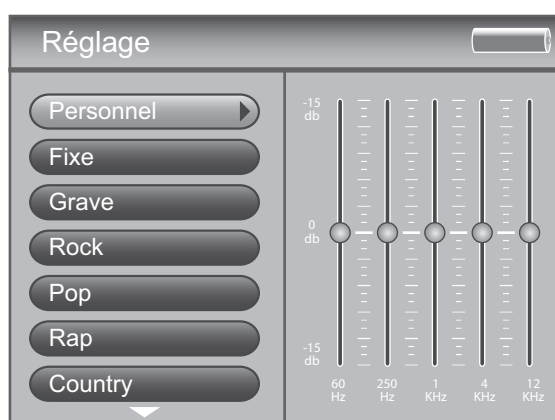 Réglage
Personnel
Fixe
Grave
Rock
Pop
Rap
Country
-15
db
0
db
-15
db
60
Hz
250
Hz
1
KHz
4
KHz
12
KHz